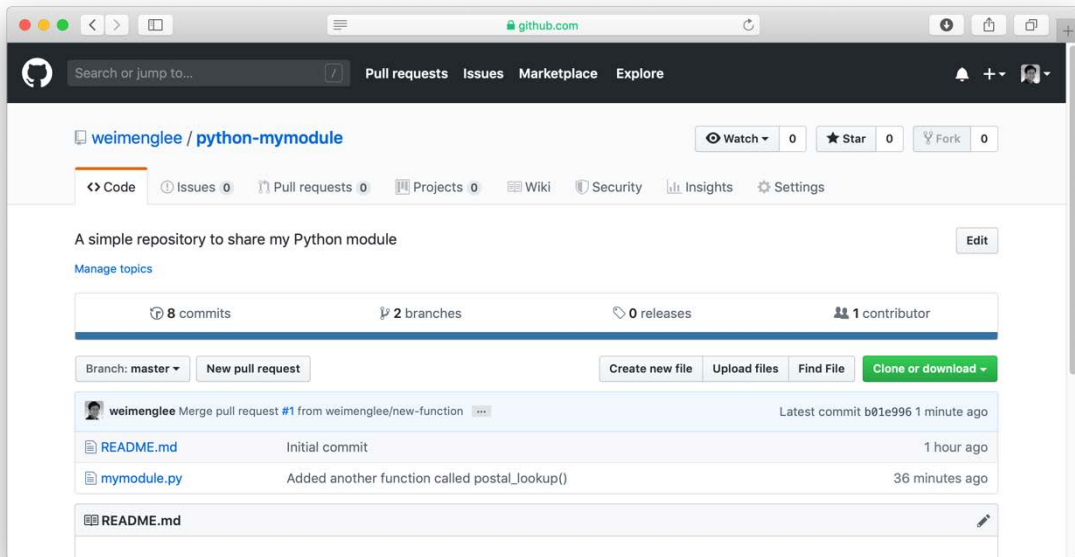 github.com
Search or jump to... / Pull requests Issues Marketplace Explore
weimenglee / python-mymodule Watch 0 Star 0 Fork 0
Code Issues 0 Pull requests 0 Projects 0 Wiki Security Insights Settings
A simple repository to share my Python module Edit
Manage topics
8 commits 2 branches 0 releases 1 contributor
Branch: master New pull request Create new file Upload files Find File Clone or download
weimenglee Merge pull request #1 from weimenglee/new-function ... Latest commit b01e996 1 minute ago
README.md Initial commit 1 hour ago
mymodule.py Added another function called postal_lookup() 36 minutes ago
README.md